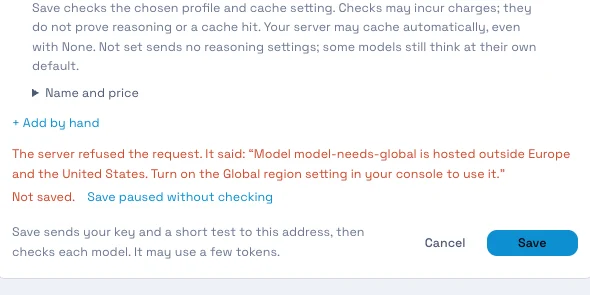 Save checks the chosen profile and cache setting. Checks may incur charges; they
do not prove reasoning or a cache hit. Your server may cache automatically, even
with None. Not set sends no reasoning settings; some models still think at their own
default.
▶ Name and price
+ Add by hand
The server refused the request. It said: “Model model-needs-global is hosted outside Europe
and the United States. Turn on the Global region setting in your console to use it.”
Not saved. Save paused without checking
Save sends your key and a short test to this address, then
checks each model. It may use a few tokens.
Cancel Save